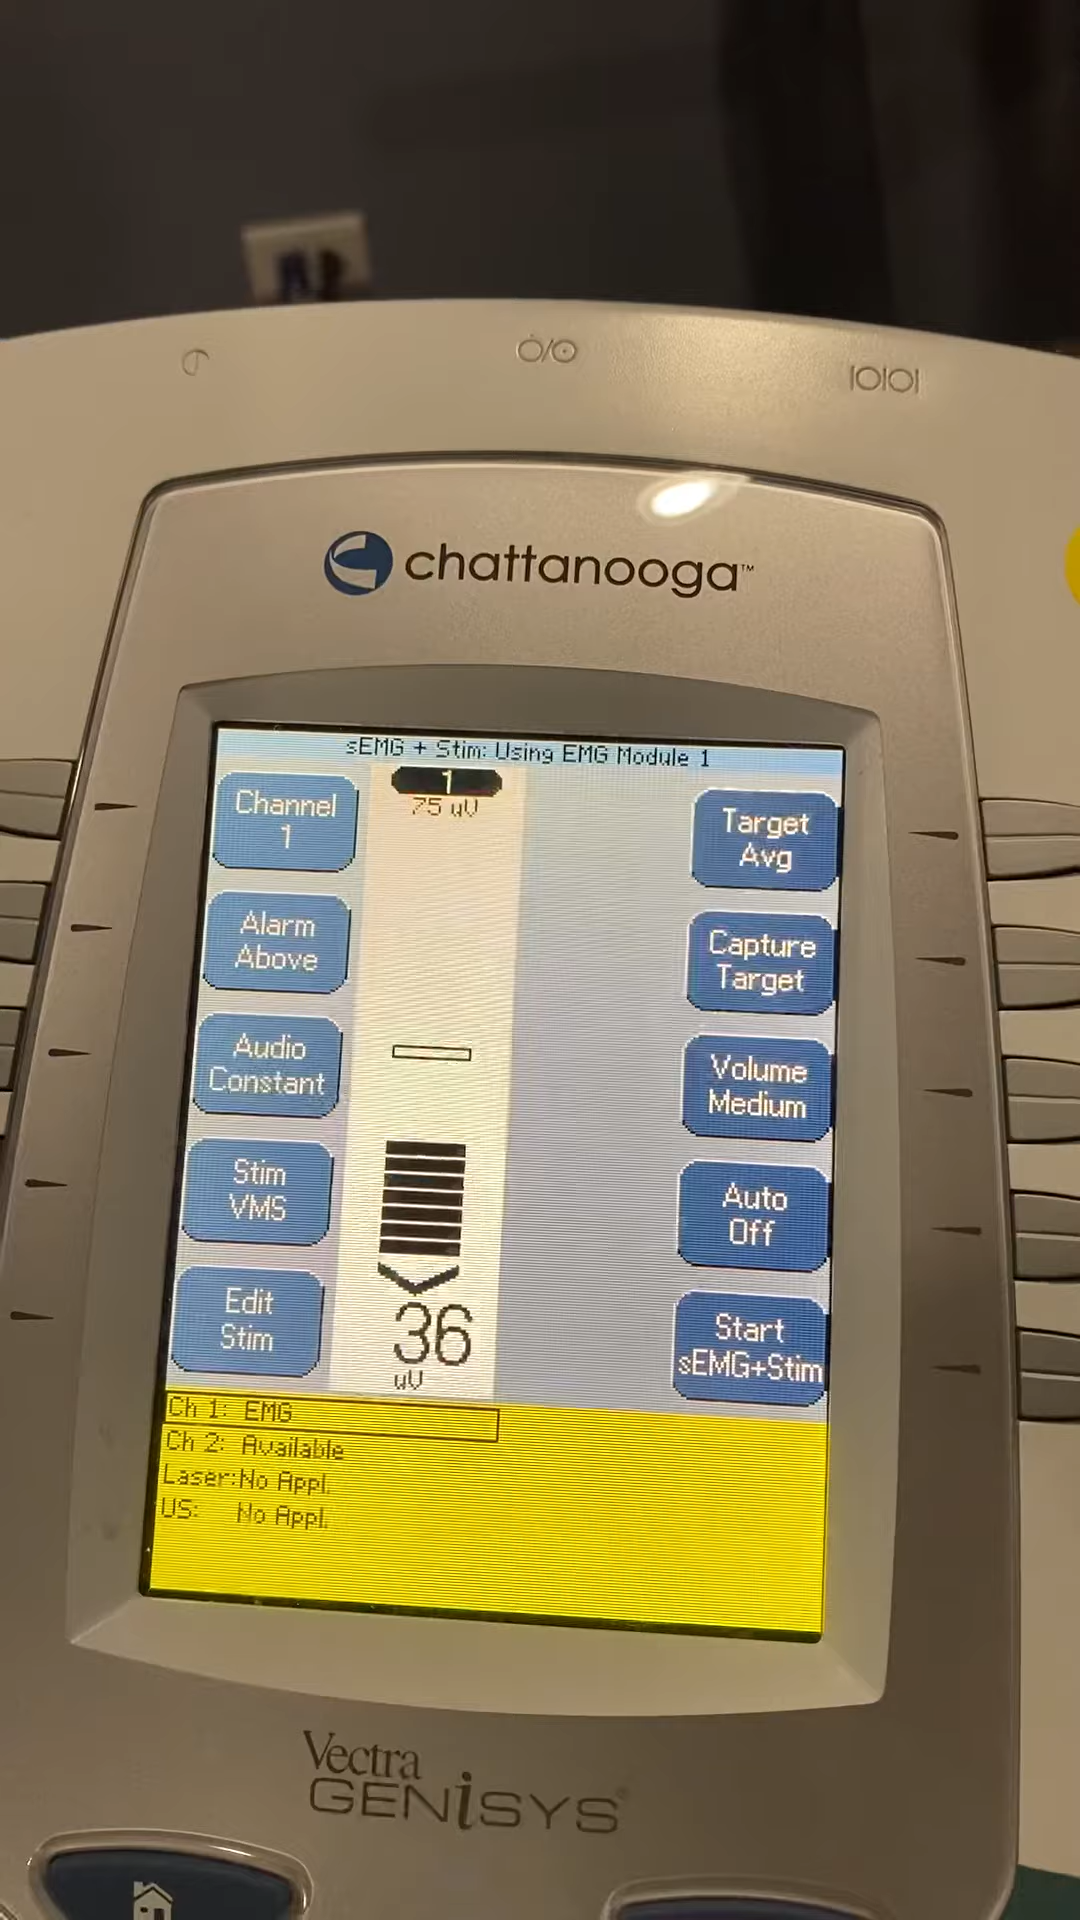 chattanooga™
sEMG + Stim: Using EMG Module 1
Channel
1
Alarm
Above
Audio
Constant
Stim
VMS
Edit
Stim
1
75 uV
36
uV
Target
Avg
Capture
Target
Volume
Medium
Auto
Off
Start
sEMG+Stim
Ch 1: EMG
Ch 2: Available
Laser:No Appl.
US: No Appl.
Vectra
GENiSYS®